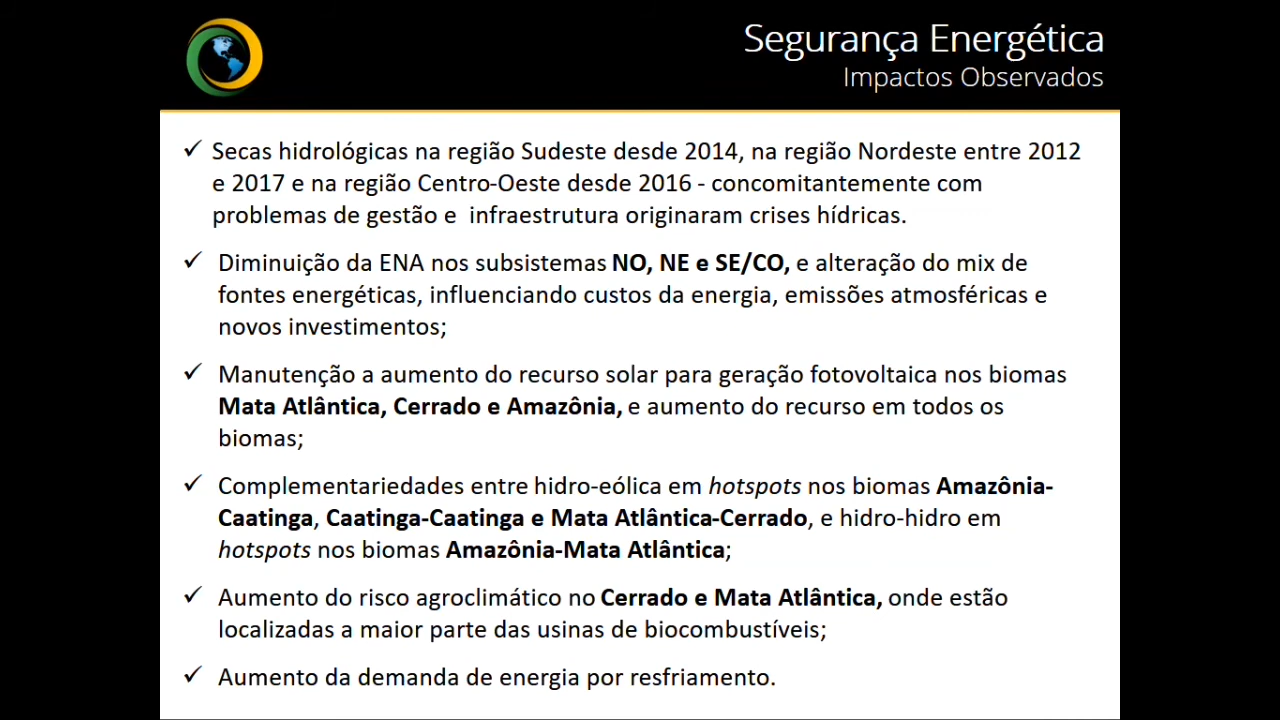 Segurança Energética
Impactos Observados
✓ Secas hidrológicas na região Sudeste desde 2014, na região Nordeste entre 2012
e 2017 e na região Centro-Oeste desde 2016 - concomitantemente com
problemas de gestão e infraestrutura originaram crises hídricas.
✓ Diminuição da ENA nos subsistemas NO, NE e SE/CO, e alteração do mix de
fontes energéticas, influenciando custos da energia, emissões atmosféricas e
novos investimentos;
✓ Manutenção a aumento do recurso solar para geração fotovoltaica nos biomas
Mata Atlântica, Cerrado e Amazônia, e aumento do recurso em todos os
biomas;
✓ Complementariedades entre hidro-eólica em hotspots nos biomas Amazônia-
Caatinga, Caatinga-Caatinga e Mata Atlântica-Cerrado, e hidro-hidro em
hotspots nos biomas Amazônia-Mata Atlântica;
✓ Aumento do risco agroclimático no Cerrado e Mata Atlântica, onde estão
localizadas a maior parte das usinas de biocombustíveis;
✓ Aumento da demanda de energia por resfriamento.